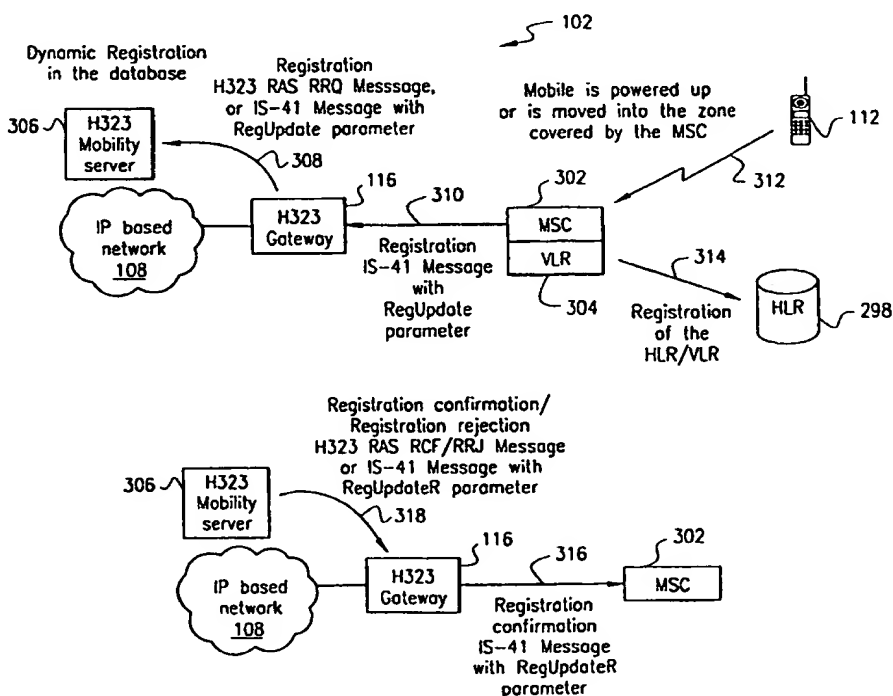 102
Dynamic Registration
in the database
Registration
H323 RAS RRQ Messsage,
or IS-41 Message with
RegUpdate parameter
Mobile is powered up
or is moved into the zone
covered by the MSC
306
H323
Mobility
server
308
112
312
302
116
310
MSC
VLR
H323
Gateway
IP based
network
108
Registration
IS-41 Message
with
RegUpdate
parameter
304
314
HLR
298
Registration
of the
HLR/VLR
Registration confirmation/
Registration rejection
H323 RAS RCF/RRJ Message
or IS-41 Message with
RegUpdateR parameter
306
H323
Mobility
server
318
116
316
302
H323
Gateway
MSC
IP based
network
108
Registration
confirmation
IS-41 Message
with RegUpdateR
parameter